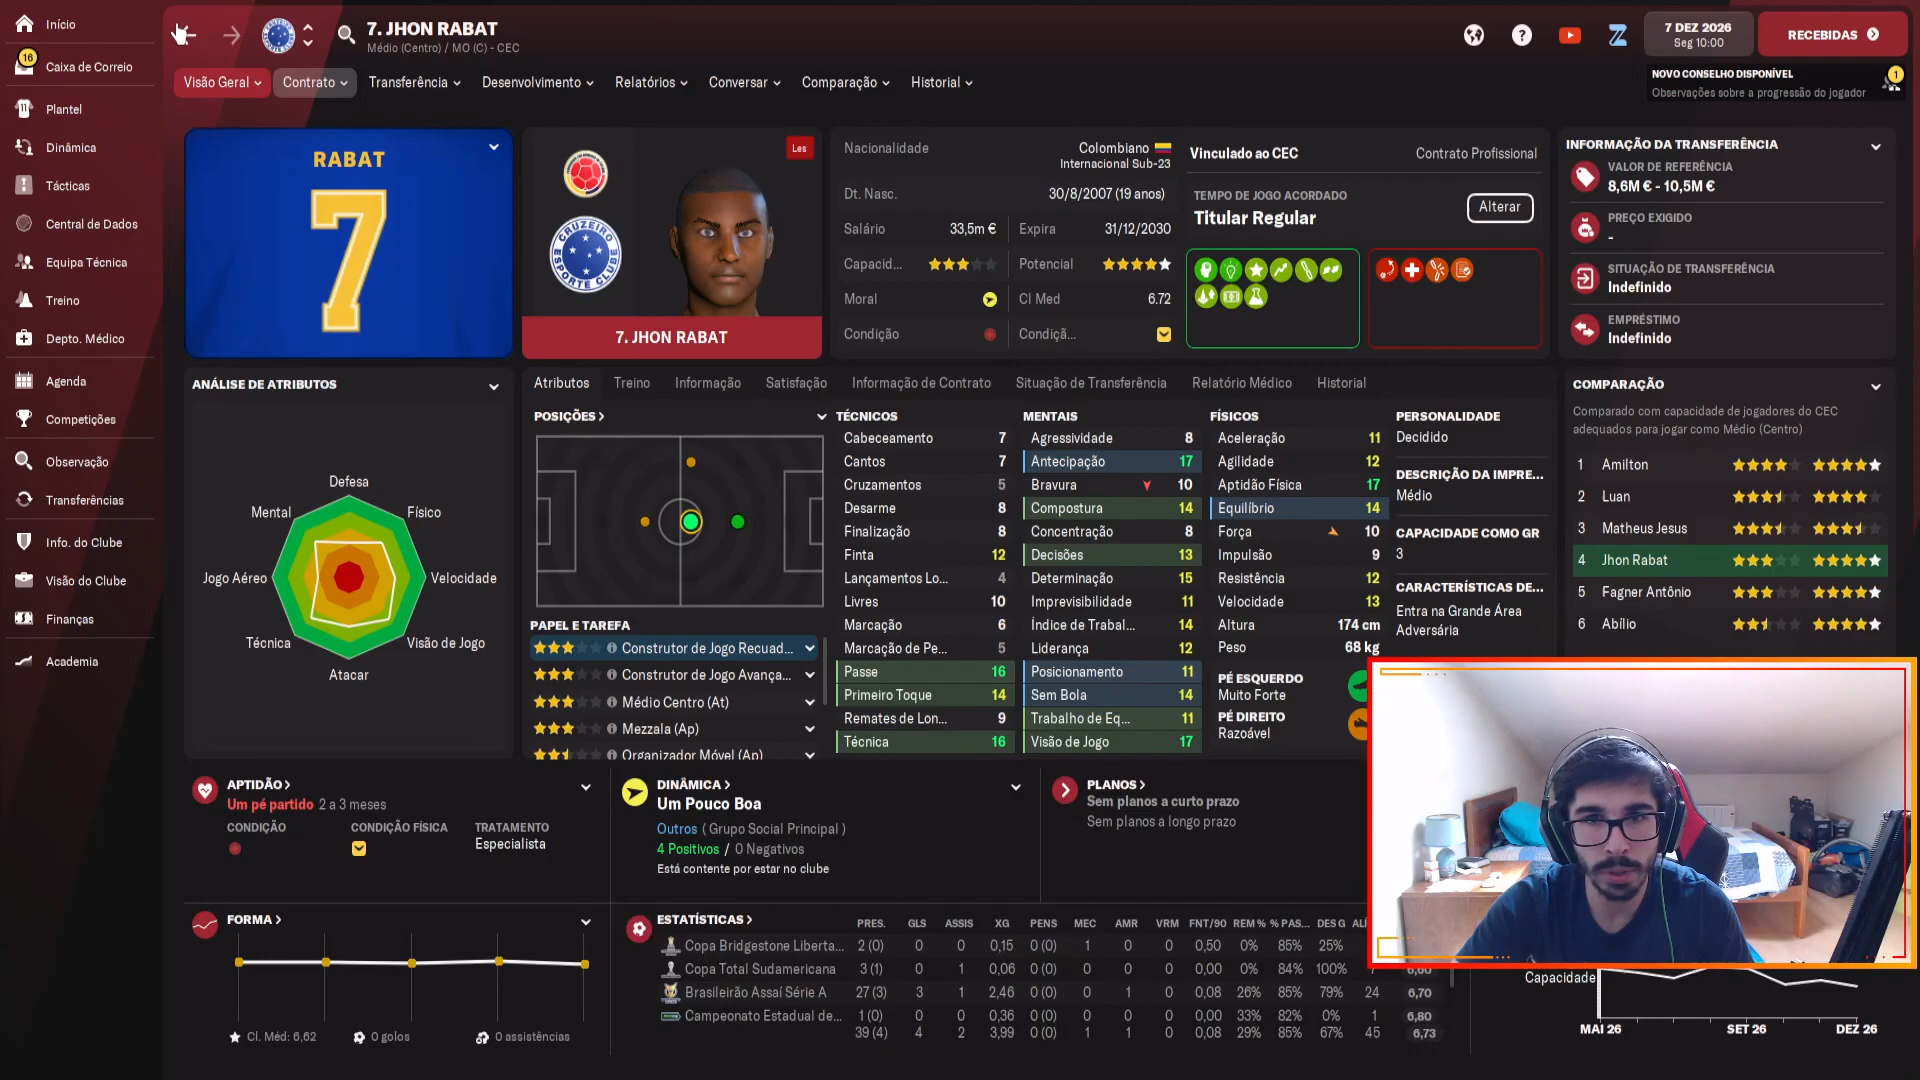 Início
16
Caixa de Correio
Plantel
Dinâmica
Tácticas
Central de Dados
Equipa Técnica
Treino
Depto. Médico
Agenda
Competições
Observação
Transferências
Info. do Clube
Visão do Clube
Finanças
Academia
7. JHON RABAT
Médio (Centro) / MO (C) - CEC
7 DEZ 2026
Seg 10:00
RECEBIDAS
Visão Geral
Contrato
Transferência
Desenvolvimento
Relatórios
Conversar
Comparação
Historial
NOVO CONSELHO DISPONÍVEL
Observações sobre a progressão do jogador
1
RABAT
7
Les
CRUZEIRO
ESPORTE CLUBE
7. JHON RABAT
Nacionalidade Colombiano
Internacional Sub-23
Dt. Nasc. 30/8/2007 (19 anos)
Salário 33,5m € Expira 31/12/2030
Capacid... Potencial
Moral Cl Med 6.72
Condição Condiçã...
Vinculado ao CEC Contrato Profissional
TEMPO DE JOGO ACORDADO
Titular Regular
Alterar
INFORMAÇÃO DA TRANSFERÊNCIA
VALOR DE REFERÊNCIA
8,6M € - 10,5M €
PREÇO EXIGIDO
-
SITUAÇÃO DE TRANSFERÊNCIA
Indefinido
EMPRÉSTIMO
Indefinido
ANÁLISE DE ATRIBUTOS
Defesa
Mental Físico
Jogo Aéreo Velocidade
Técnica Visão de Jogo
Atacar
Atributos Treino Informação Satisfação Informação de Contrato Situação de Transferência Relatório Médico Historial
POSIÇÕES
PAPEL E TAREFA
Construtor de Jogo Recuad...
Construtor de Jogo Avança...
Médio Centro (At)
Mezzala (Ap)
Organizador Móvel (Ap)
TÉCNICOS
Cabeceamento 7
Cantos 7
Cruzamentos 5
Desarme 8
Finalização 8
Finta 12
Lançamentos Lo... 4
Livres 10
Marcação 6
Marcação de Pe... 5
Passe 16
Primeiro Toque 14
Remates de Lon... 9
Técnica 16
MENTAIS
Agressividade 8
Antecipação 17
Bravura 10
Compostura 14
Concentração 8
Decisões 13
Determinação 15
Imprevisibilidade 11
Índice de Trabal... 14
Liderança 12
Posicionamento 11
Sem Bola 14
Trabalho de Eq... 11
Visão de Jogo 17
FÍSICOS
Aceleração 11
Agilidade 12
Aptidão Física 17
Equilíbrio 14
Força 10
Impulsão 9
Resistência 12
Velocidade 13
Altura 174 cm
Peso 68 kg
PÉ ESQUERDO
Muito Forte
PÉ DIREITO
Razoável
PERSONALIDADE
Decidido
DESCRIÇÃO DA IMPRE...
Médio
CAPACIDADE COMO GR
3
CARACTERÍSTICAS DE...
Entra na Grande Área
Adversária
COMPARAÇÃO
Comparado com capacidade de jogadores do CEC
adequados para jogar como Médio (Centro)
1 Amilton
2 Luan
3 Matheus Jesus
4 Jhon Rabat
5 Fagner Antônio
6 Abílio
APTIDÃO
Um pé partido 2 a 3 meses
CONDIÇÃO CONDIÇÃO FÍSICA TRATAMENTO
Especialista
DINÂMICA
Um Pouco Boa
Outros ( Grupo Social Principal )
4 Positivos / 0 Negativos
Está contente por estar no clube
PLANOS
Sem planos a curto prazo
Sem planos a longo prazo
FORMA
Cl. Méd: 6,62 0 golos 0 assistências
ESTATÍSTICAS PRES. GLS ASSIS XG PENS MEC AMR VRM FNT/90 REM % % PAS... DES G
Copa Bridgestone Liberta... 2 (0) 0 0 0,15 0 (0) 1 0 0 0,50 0% 85% 25%
Copa Total Sudamericana 3 (1) 0 1 0,06 0 (0) 0 0 0 0,00 0% 84% 100%
Brasileirão Assaí Série A 27 (3) 3 1 2,46 0 (0) 0 1 0 0,08 26% 85% 79% 24 6,70
Campeonato Estadual de... 1 (0) 0 0 0,36 0 (0) 0 0 0 0,00 33% 82% 0% 1 6,80
39 (4) 4 2 3,99 0 (0) 1 1 0 0,08 29% 85% 67% 45 6,73
Capacidade
MAI 26 SET 26 DEZ 26